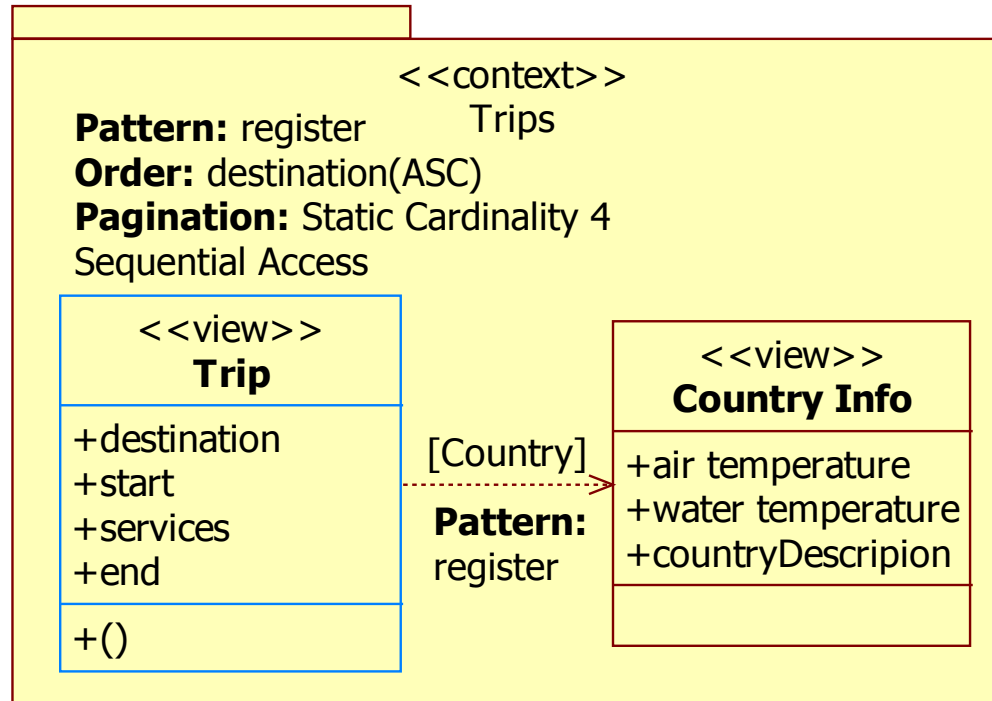 <<context>>
Trips
Pattern: register
Order: destination(ASC)
Pagination: Static Cardinality 4
Sequential Access
<<view>>
Trip
+destination
+start
+services
+end
+()
[Country]
Pattern:
register
<<view>>
Country Info
+air temperature
+water temperature
+countryDescripion